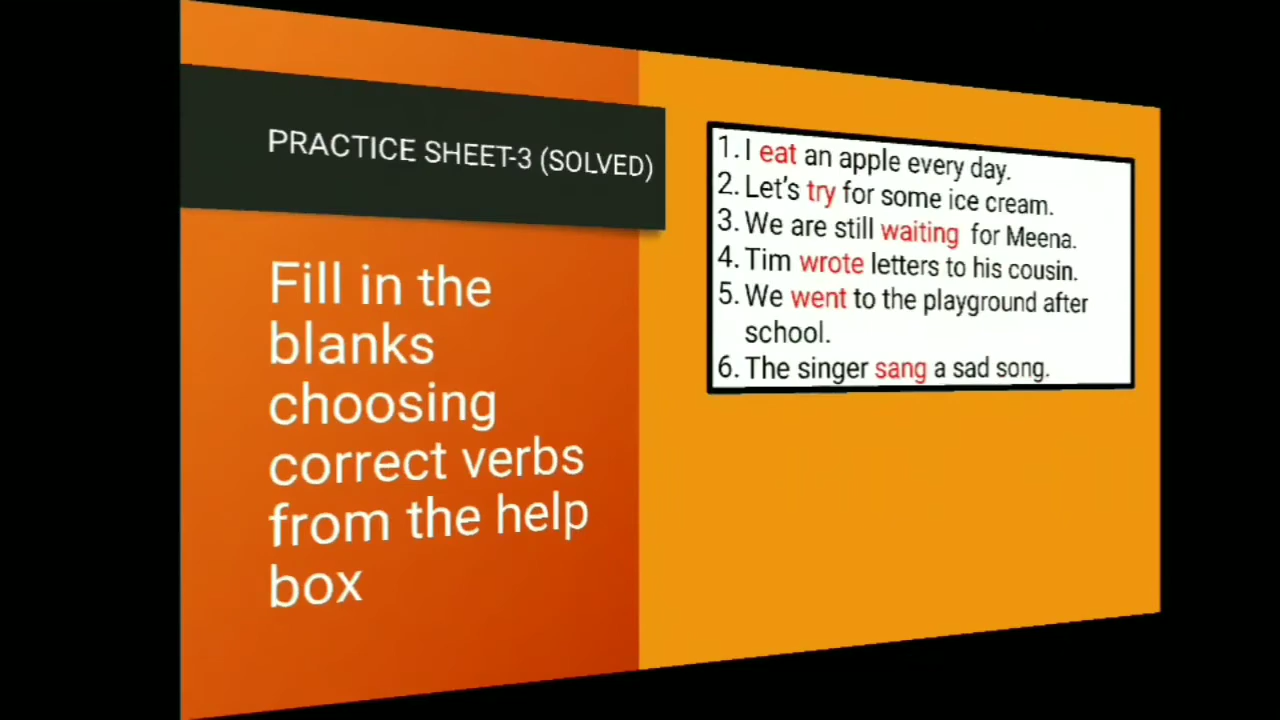 PRACTICE SHEET-3 (SOLVED)
Fill in the
blanks
choosing
correct verbs
from the help
box
1. I eat an apple every day.
2. Let's try for some ice cream.
3. We are still waiting for Meena.
4. Tim wrote letters to his cousin.
5. We went to the playground after
school.
6. The singer sang a sad song.